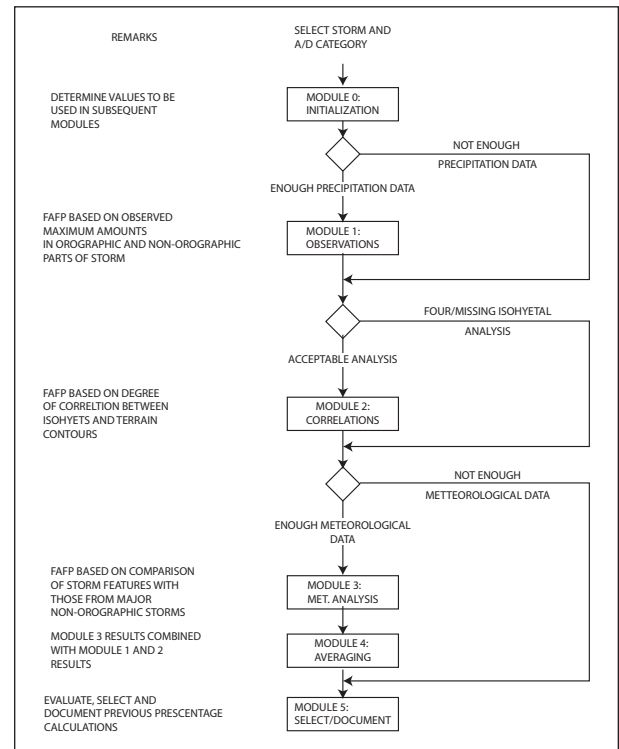 REMARKS
SELECT STORM AND
A/D CATEGORY
DETERMINE VALUES TO BE
USED IN SUBSEQUENT
MODULES
MODULE 0:
INITIALIZATION
NOT ENOUGH
PRECIPITATION DATA
ENOUGH PRECIPITATION DATA
FAFP BASED ON OBSERVED
MAXIMUM AMOUNTS
IN OROGRAPHIC AND NON-OROGRAPHIC
PARTS OF STORM
MODULE 1:
OBSERVATIONS
FOUR/MISSING ISOHYETAL
ANALYSIS
ACCEPTABLE ANALYSIS
FAFP BASED ON DEGREE
OF CORRELTION BETWEEN
ISOHYETS AND TERRAIN
CONTOURS
MODULE 2:
CORRELATIONS
NOT ENOUGH
METTEOROLOGICAL DATA
ENOUGH METEOROLOGICAL
DATA
FAFP BASED ON COMPARISON
OF STORM FEATURES WITH
THOSE FROM MAJOR
NON-OROGRAPHIC STORMS
MODULE 3:
MET. ANALYSIS
MODULE 3 RESULTS COMBINED
WITH MODULE 1 AND 2
RESULTS
MODULE 4:
AVERAGING
EVALUATE, SELECT AND
DOCUMENT PREVIOUS PRESCENTAGE
CALCULATIONS
MODULE 5:
SELECT/DOCUMENT